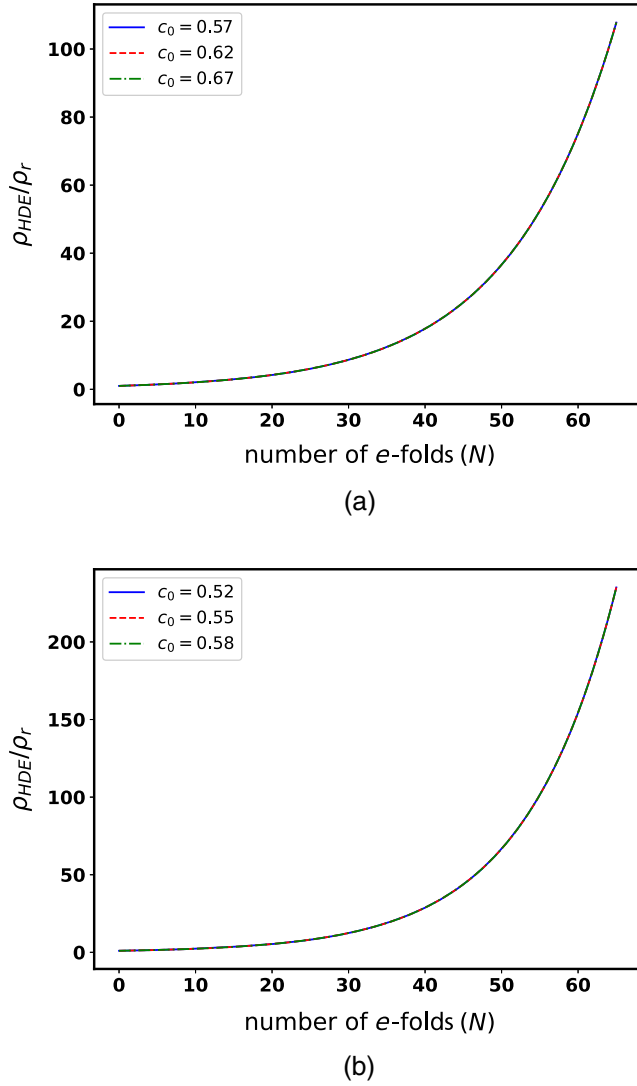 c₀ = 0.57
c₀ = 0.62
c₀ = 0.67
100
80
60
40
20
0
ρ_HDE/ρ_r
0 10 20 30 40 50 60
number of e-folds (N)
(a)
c₀ = 0.52
c₀ = 0.55
c₀ = 0.58
200
150
100
50
0
ρ_HDE/ρ_r
0 10 20 30 40 50 60
number of e-folds (N)
(b)